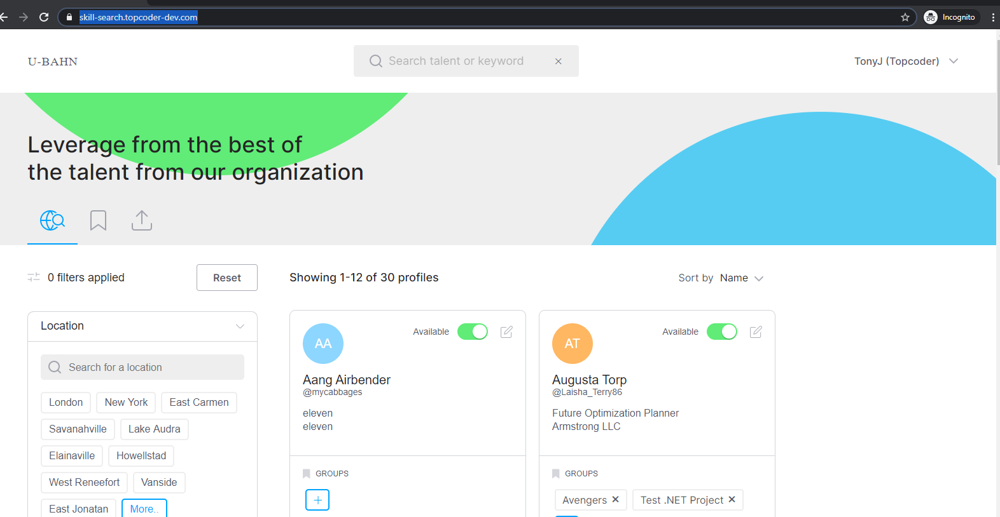 skill-search.topcoder-dev.com
Incognito
U-BAHN
Search talent or keyword
TonyJ (Topcoder)
Leverage from the best of
the talent from our organization
0 filters applied
Reset
Showing 1-12 of 30 profiles
Sort by Name
Location
Search for a location
London New York East Carmen
Savanahville Lake Audra
Elainaville Howellstad
West Reneefort Vanside
East Jonatan More..
AA
Available
Aang Airbender
@mycabbages
eleven
eleven
GROUPS
+
AT
Available
Augusta Torp
@Laisha_Terry86
Future Optimization Planner
Armstrong LLC
GROUPS
Avengers ✕ Test .NET Project ✕